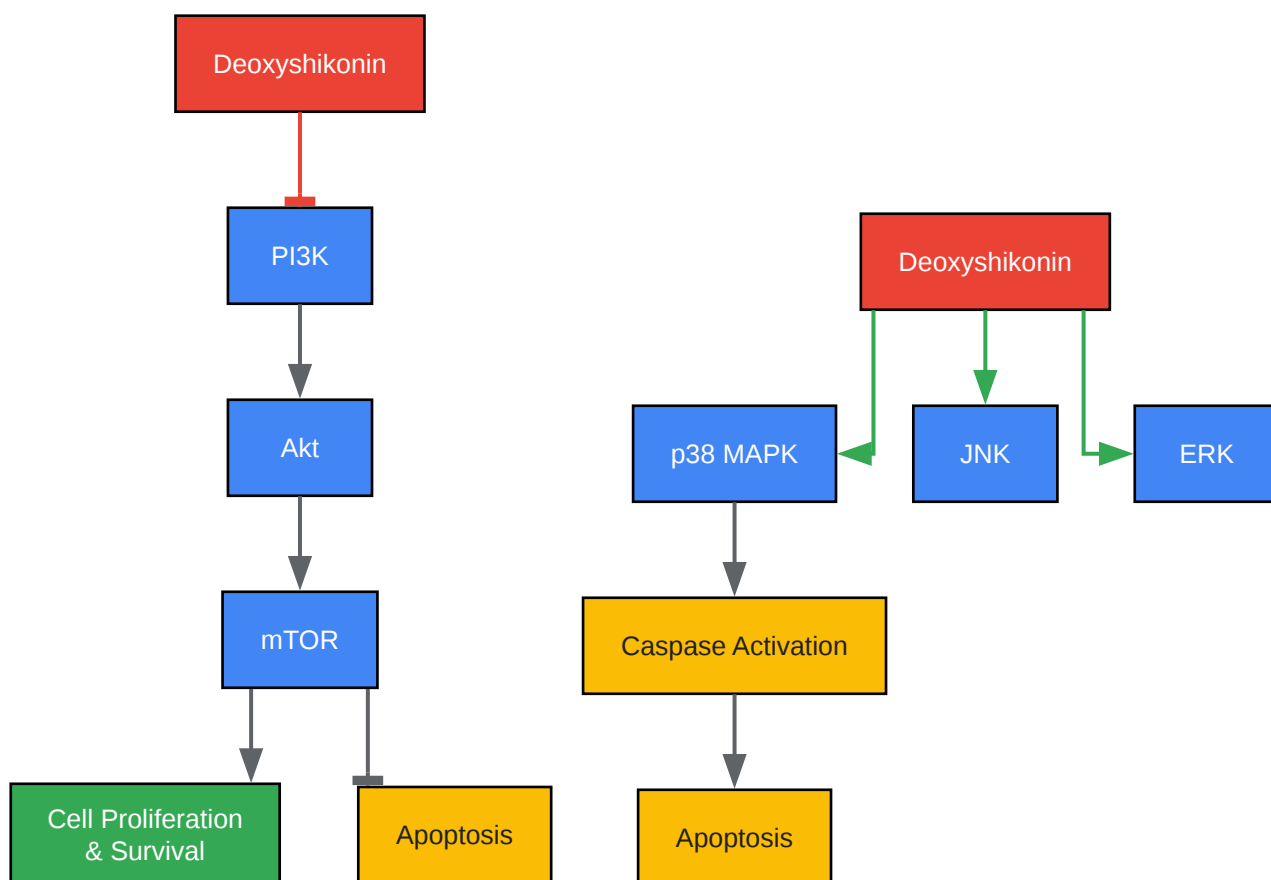 Deoxyshikonin
PI3K
Akt
mTOR
Cell Proliferation
& Survival
Apoptosis
Deoxyshikonin
p38 MAPK
JNK
ERK
Caspase Activation
Apoptosis